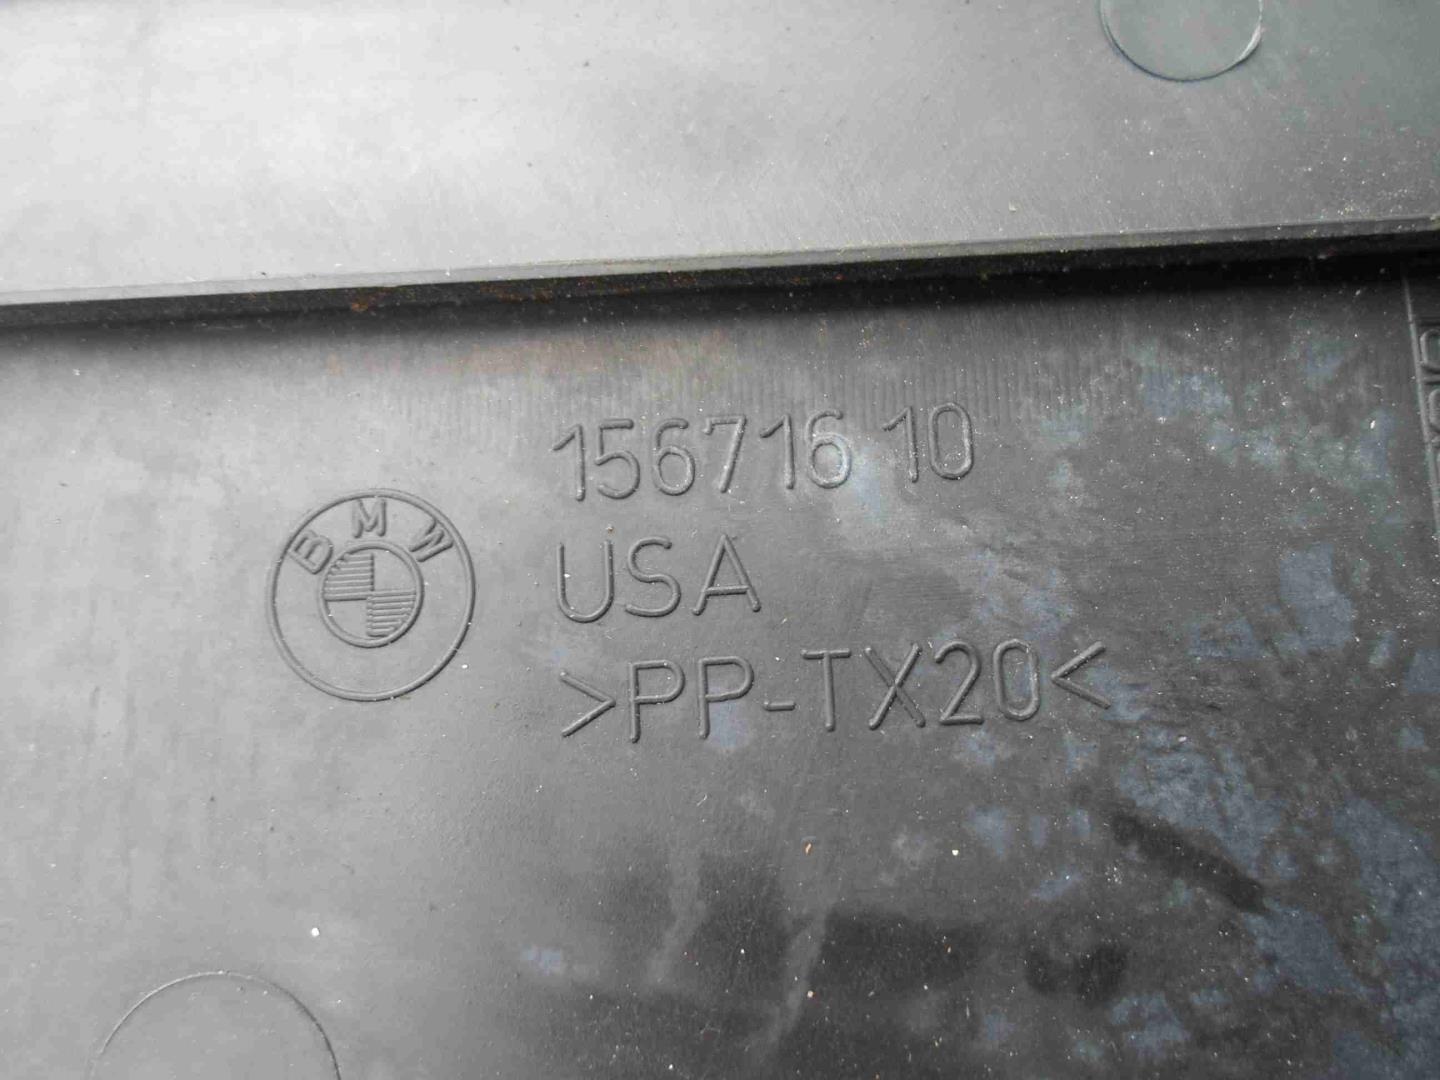 156716 10
BMW
USA
>PP-TX20<